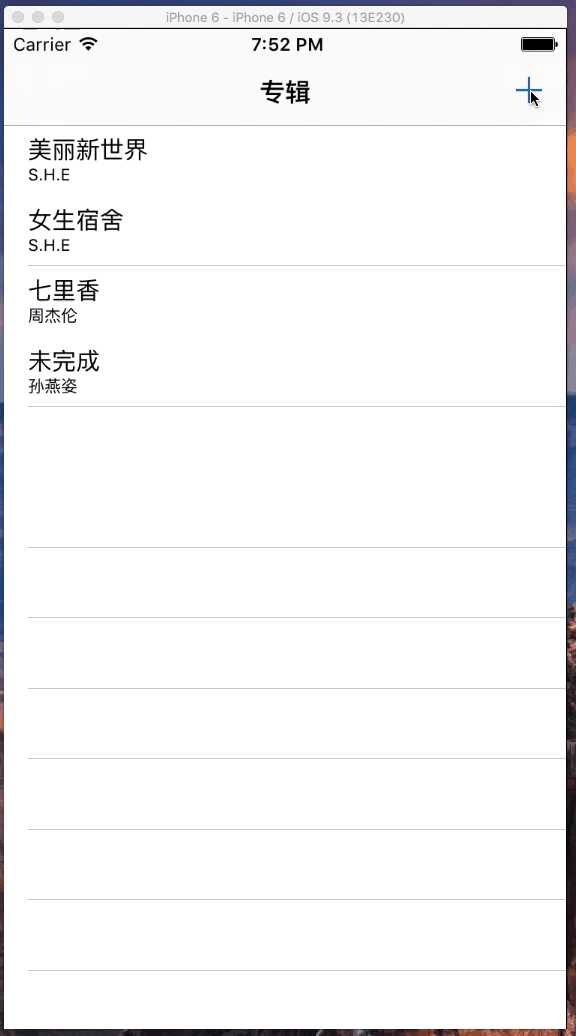 iPhone 6 - iPhone 6 / iOS 9.3 (13E230)
Carrier 7:52 PM
专辑
美丽新世界
S.H.E
女生宿舍
S.H.E
七里香
周杰伦
未完成
孙燕姿